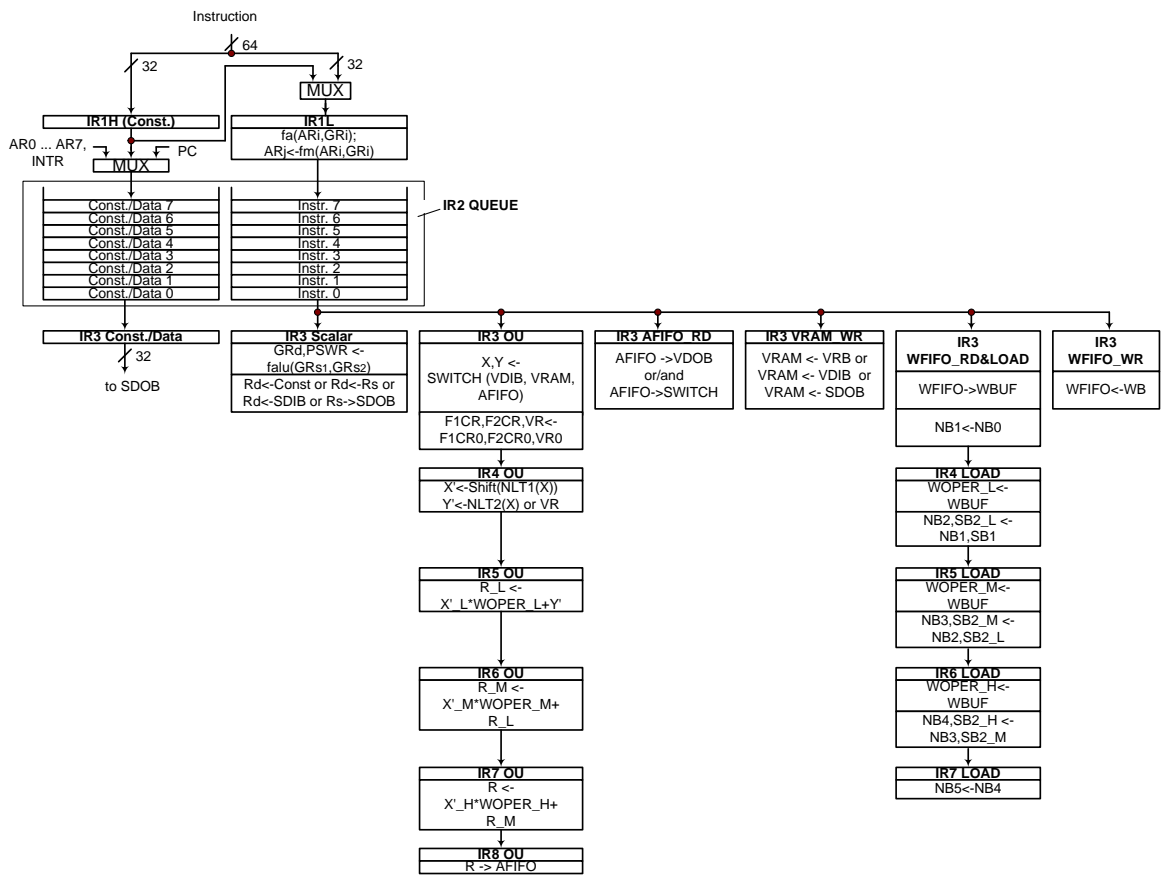 Instruction
64
32
32
MUX
IR1H (Const.)
IR1L
fa(ARi,GRi);
ARj<-fm(ARi,GRi)
AR0 ... AR7,
INTR
PC
MUX
IR2 QUEUE
Const./Data 7
Instr. 7
Const./Data 6
Instr. 6
Const./Data 5
Instr. 5
Const./Data 4
Instr. 4
Const./Data 3
Instr. 3
Const./Data 2
Instr. 2
Const./Data 1
Instr. 1
Const./Data 0
Instr. 0
IR3 Const./Data
32
to SDOB
IR3 Scalar
GRd,PSWR <-
falu(GRs1,GRs2)
Rd<-Const or Rd<-Rs or
Rd<-SDIB or Rs->SDOB
IR3 OU
X,Y <-
SWITCH (VDIB, VRAM,
AFIFO)
F1CR,F2CR,VR<-
F1CR0,F2CR0,VR0
IR4 OU
X'<-Shift(NLT1(X))
Y'<-NLT2(X) or VR
IR5 OU
R_L <-
X'_L*WOPER_L+Y'
IR6 OU
R_M <-
X'_M*WOPER_M+
R_L
IR7 OU
R <-
X'_H*WOPER_H+
R_M
IR8 OU
R -> AFIFO
IR3 AFIFO_RD
AFIFO ->VDOB
or/and
AFIFO->SWITCH
IR3 VRAM_WR
VRAM <- VRB or
VRAM <- VDIB or
VRAM <- SDOB
IR3
WFIFO_RD&LOAD
WFIFO->WBUF
NB1<-NB0
IR4 LOAD
WOPER_L<-
WBUF
NB2,SB2_L <-
NB1,SB1
IR5 LOAD
WOPER_M<-
WBUF
NB3,SB2_M <-
NB2,SB2_L
IR6 LOAD
WOPER_H<-
WBUF
NB4,SB2_H <-
NB3,SB2_M
IR7 LOAD
NB5<-NB4
IR3
WFIFO_WR
WFIFO<-WB